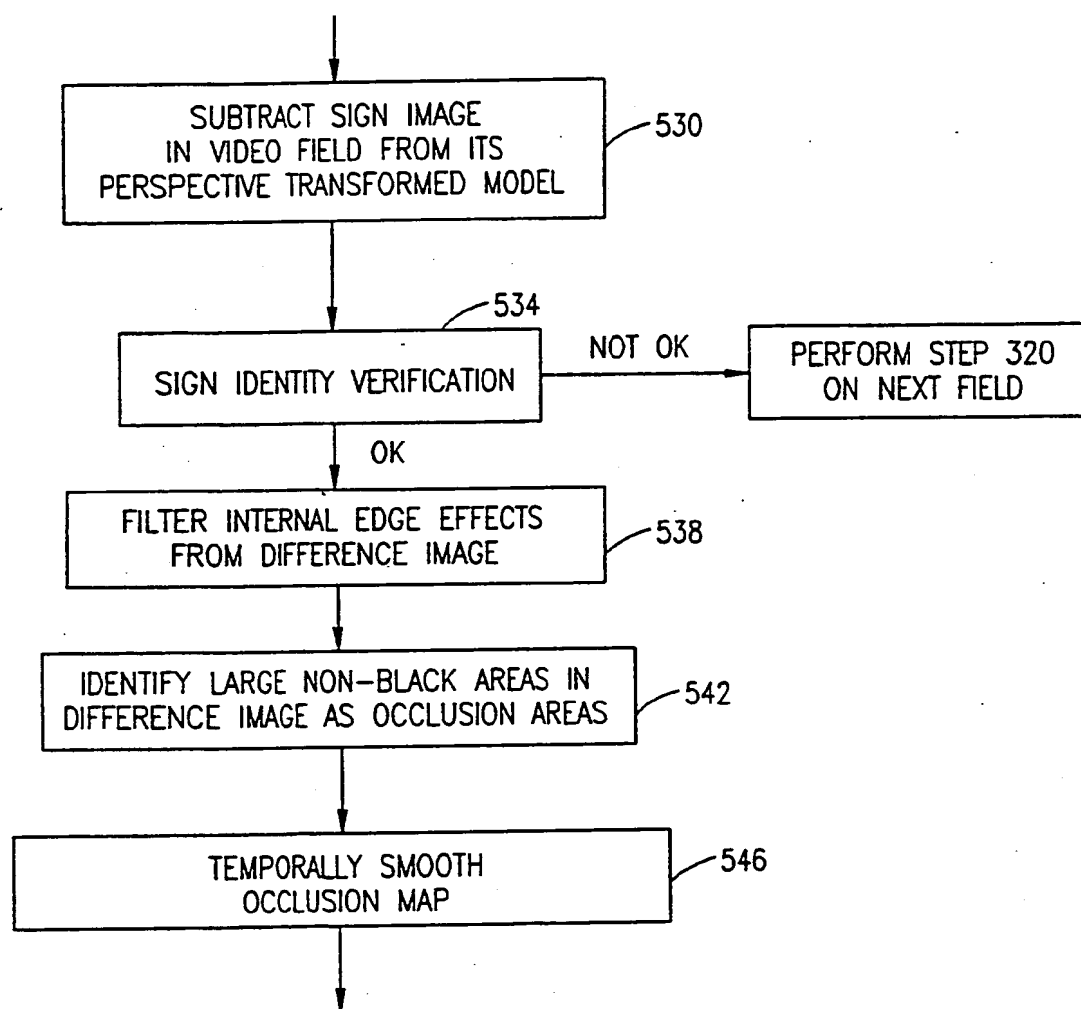 SUBTRACT SIGN IMAGE
IN VIDEO FIELD FROM ITS
PERSPECTIVE TRANSFORMED MODEL
530
534
SIGN IDENTITY VERIFICATION
NOT OK
PERFORM STEP 320
ON NEXT FIELD
OK
FILTER INTERNAL EDGE EFFECTS
FROM DIFFERENCE IMAGE
538
IDENTIFY LARGE NON-BLACK AREAS IN
DIFFERENCE IMAGE AS OCCLUSION AREAS
542
TEMPORALLY SMOOTH
OCCLUSION MAP
546